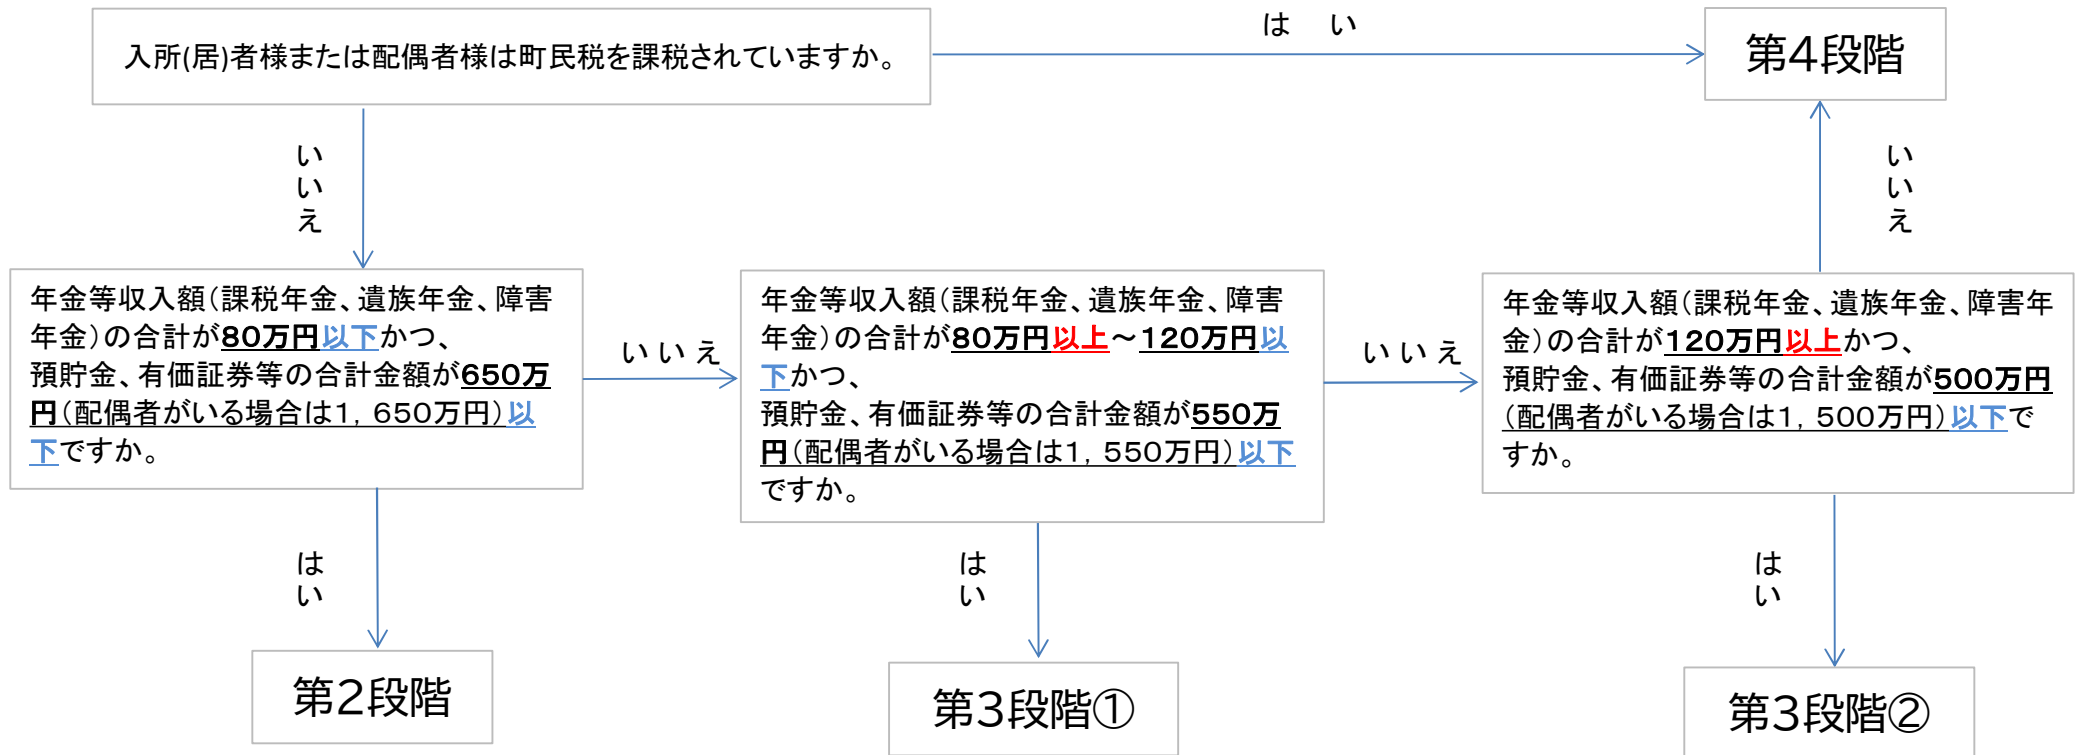 入所(居)者様または配偶者様は町民税を課税されていますか。
は い
第4段階
いいえ
いいえ
年金等収入額(課税年金、遺族年金、障害
年金)の合計が80万円以下かつ、
預貯金、有価証券等の合計金額が650万
円(配偶者がいる場合は1,650万円)以
下ですか。
いいえ
年金等収入額(課税年金、遺族年金、障害
年金)の合計が80万円以上~120万円以
下かつ、
預貯金、有価証券等の合計金額が550万
円(配偶者がいる場合は1,550万円)以下
ですか。
いいえ
年金等収入額(課税年金、遺族年金、障害年
金)の合計が120万円以上かつ、
預貯金、有価証券等の合計金額が500万円
(配偶者がいる場合は1,500万円)以下で
すか。
はい
はい
はい
第2段階
第3段階①
第3段階②